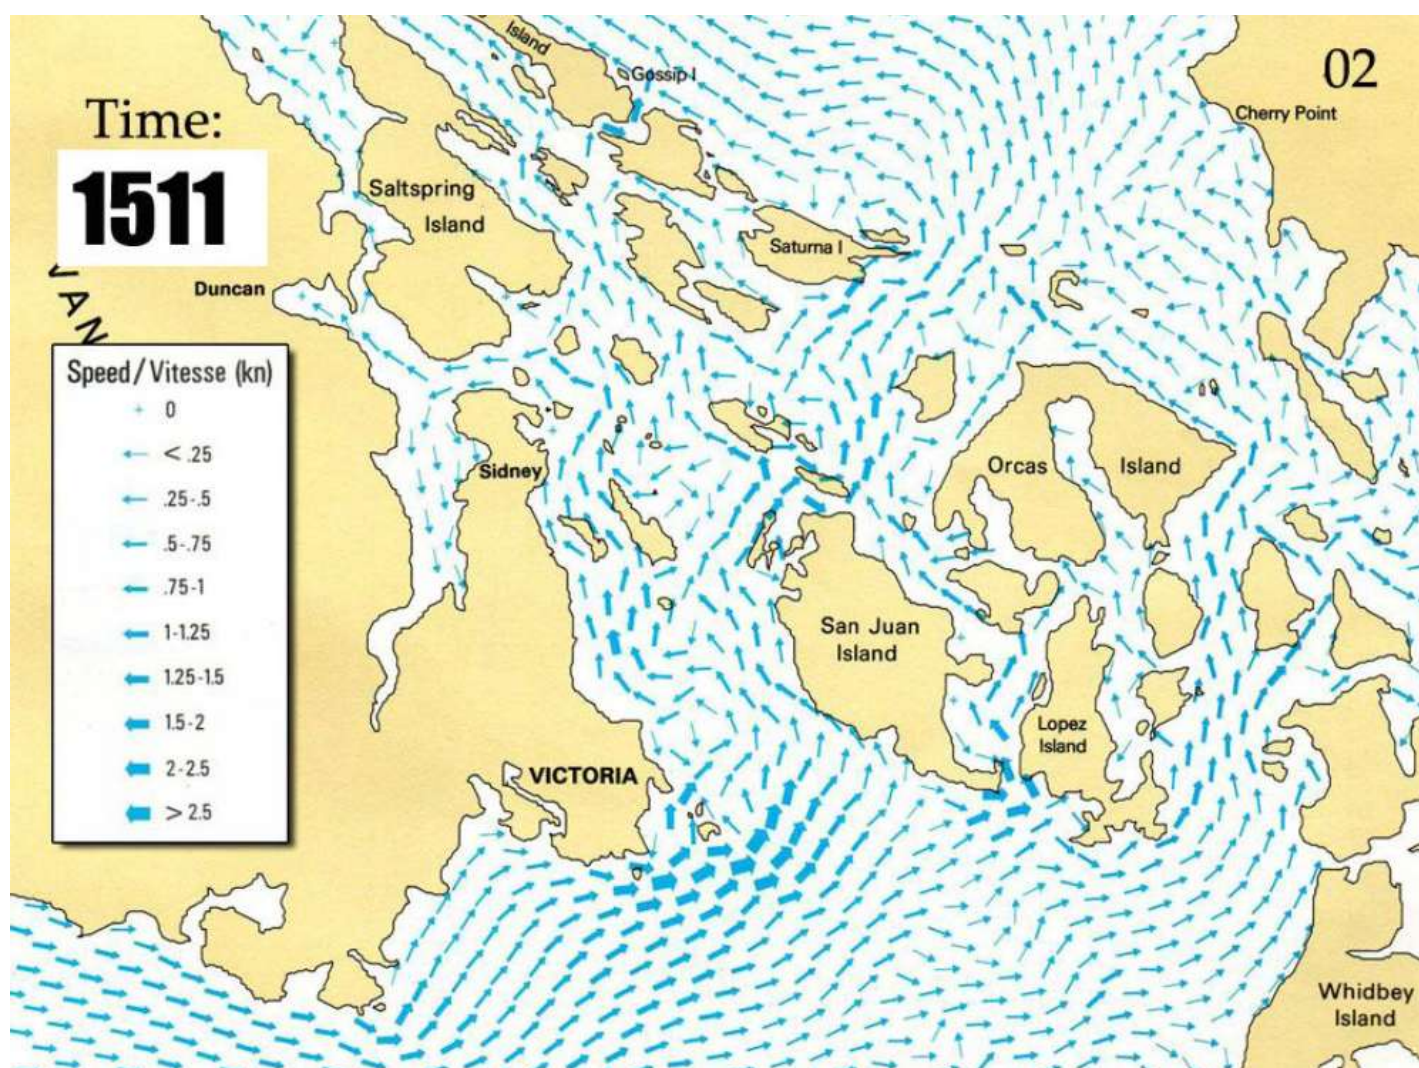 02
Island
Gossip I
Cherry Point
Time:
1511
Saltspring
Island
Saturna I
Duncan
VAN
Speed/Vitesse (kn)
0
< .25
.25-.5
.5-.75
.75-1
1-1.25
1.25-1.5
1.5-2
2-2.5
> 2.5
Sidney
Orcas Island
San Juan
Island
Lopez
Island
VICTORIA
Whidbey
Island